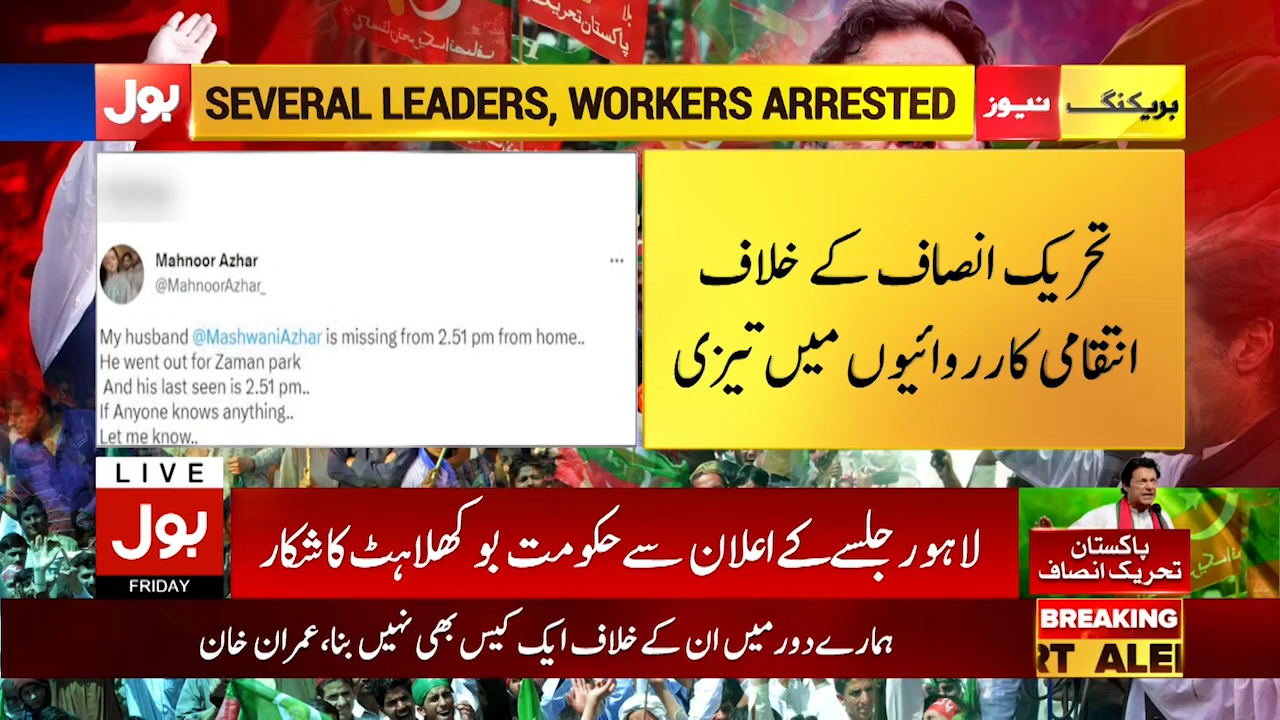 پاکستان
بول
SEVERAL LEADERS, WORKERS ARRESTED
نیوز
بریکنگ
Mahnoor Azhar
@MahnoorAzhar_
My husband @MashwaniAzhar is missing from 2.51 pm from home..
He went out for Zaman park
And his last seen is 2.51 pm..
If Anyone knows anything..
Let me know..
تحریک انصاف کے خلاف
انتقامی کارروائیوں میں تیزی
LIVE
بول
FRIDAY
لاہور جلسے کے اعلان سے حکومت بوکھلاہٹ کا شکار
پاکستان
تحریک انصاف
ہمارے دور میں ان کے خلاف ایک کیس بھی نہیں بنا، عمران خان
BREAKING
RT ALE